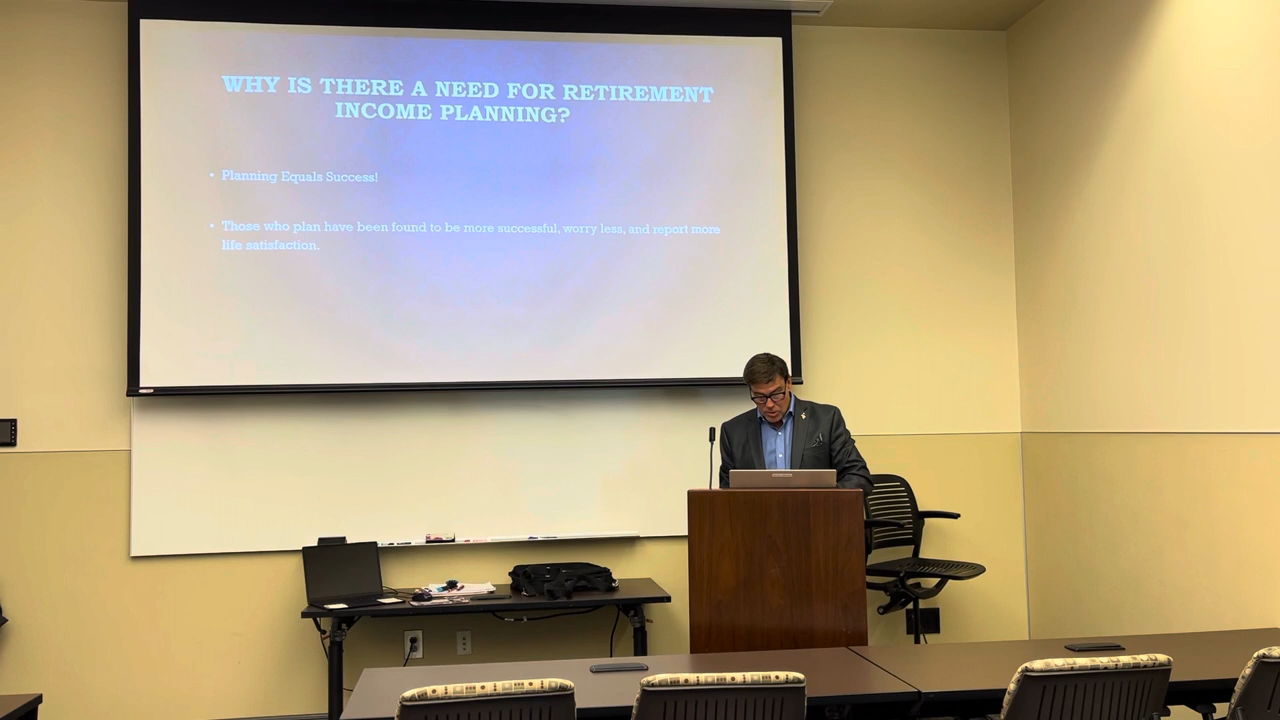 WHY IS THERE A NEED FOR RETIREMENT
INCOME PLANNING?
• Planning Equals Success!
• Those who plan have been found to be more successful, worry less, and report more
life satisfaction.